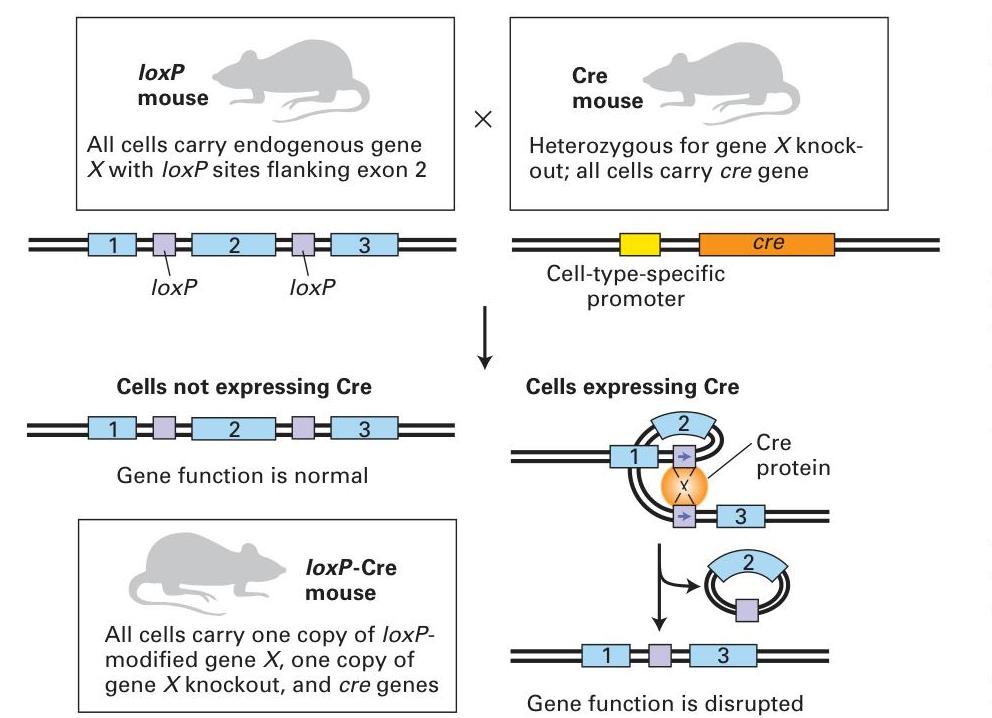 loxP
mouse
All cells carry endogenous gene
X with loxP sites flanking exon 2
×
Cre
mouse
Heterozygous for gene X knock-
out; all cells carry cre gene
1 2 3
loxP loxP
cre
Cell-type-specific
promoter
Cells not expressing Cre
1 2 3
Gene function is normal
loxP-Cre
mouse
All cells carry one copy of loxP-
modified gene X, one copy of
gene X knockout, and cre genes
Cells expressing Cre
2
1
Cre
protein
X
3
2
1 3
Gene function is disrupted